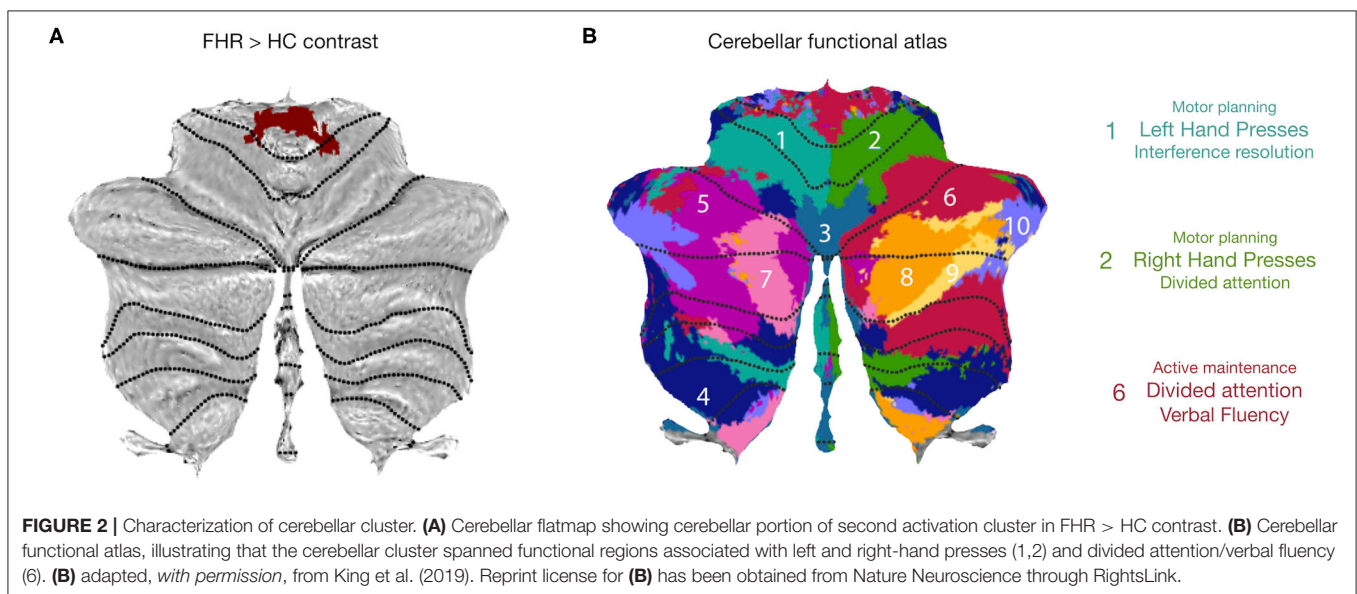 A
FHR > HC contrast
B
Cerebellar functional atlas
1
2
3
4
5
6
7
8
9
10
Motor planning
1 Left Hand Presses
Interference resolution
Motor planning
2 Right Hand Presses
Divided attention
Active maintenance
6 Divided attention
Verbal Fluency
FIGURE 2 | Characterization of cerebellar cluster. (A) Cerebellar flatmap showing cerebellar portion of second activation cluster in FHR > HC contrast. (B) Cerebellar
functional atlas, illustrating that the cerebellar cluster spanned functional regions associated with left and right-hand presses (1,2) and divided attention/verbal fluency
(6). (B) adapted, with permission, from King et al. (2019). Reprint license for (B) has been obtained from Nature Neuroscience through RightsLink.